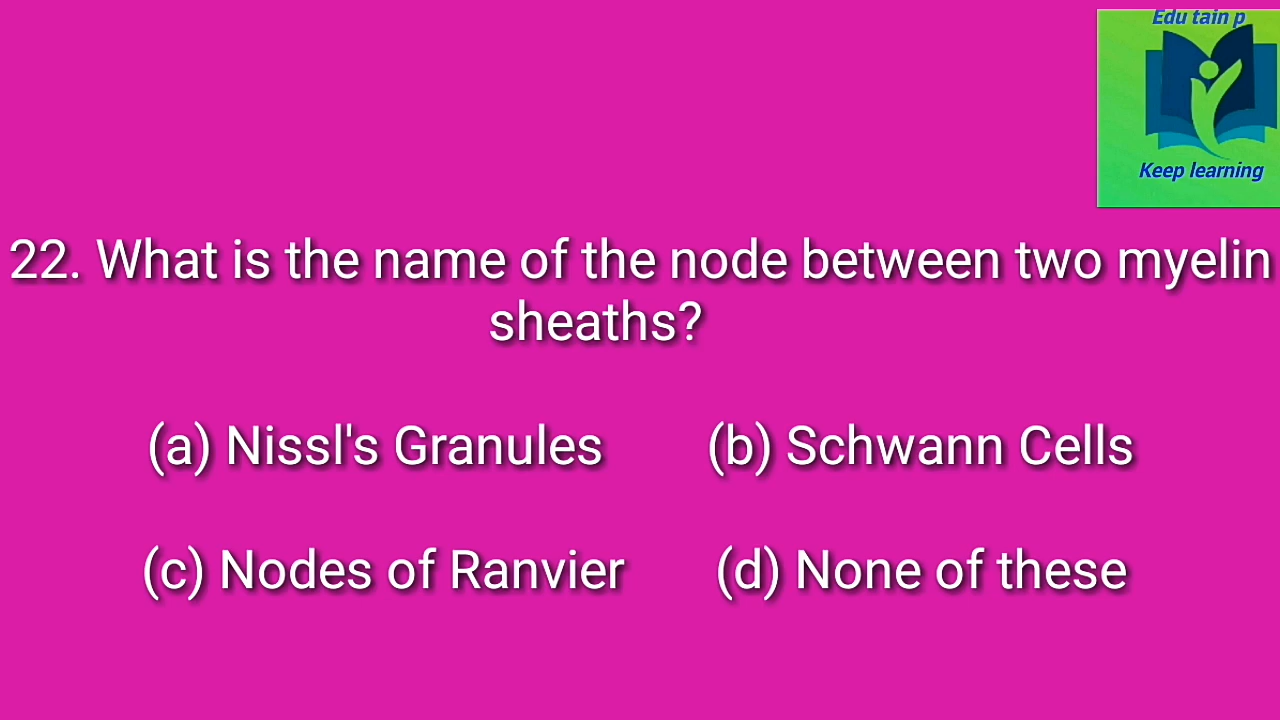 Edu tain p
Keep learning
22. What is the name of the node between two myelin
sheaths?
(a) Nissl's Granules (b) Schwann Cells
(c) Nodes of Ranvier (d) None of these